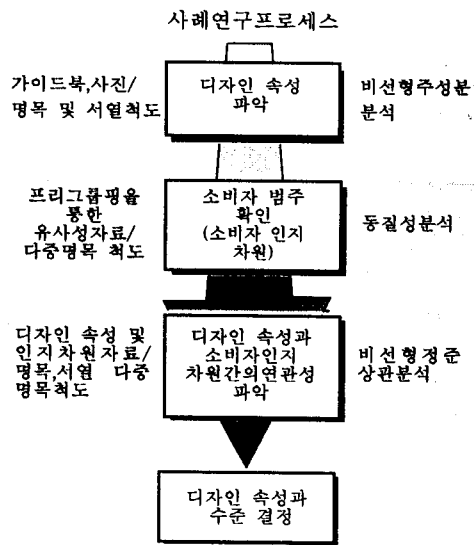 사례연구프로세스
가이드북,사진/
명목 및 서열척도
디자인 속성
파악
비선형주성분
분석
프리그룹핑을
통한
유사성자료/
다중명목 척도
소비자 범주
확인
(소비자 인지
차원)
동질성분석
디자인 속성 및
인지차원자료/
명목,서열 다중
명목척도
디자인 속성과
소비자인지
차원간의연관성
파악
비선형정준
상관분석
디자인 속성과
수준 결정